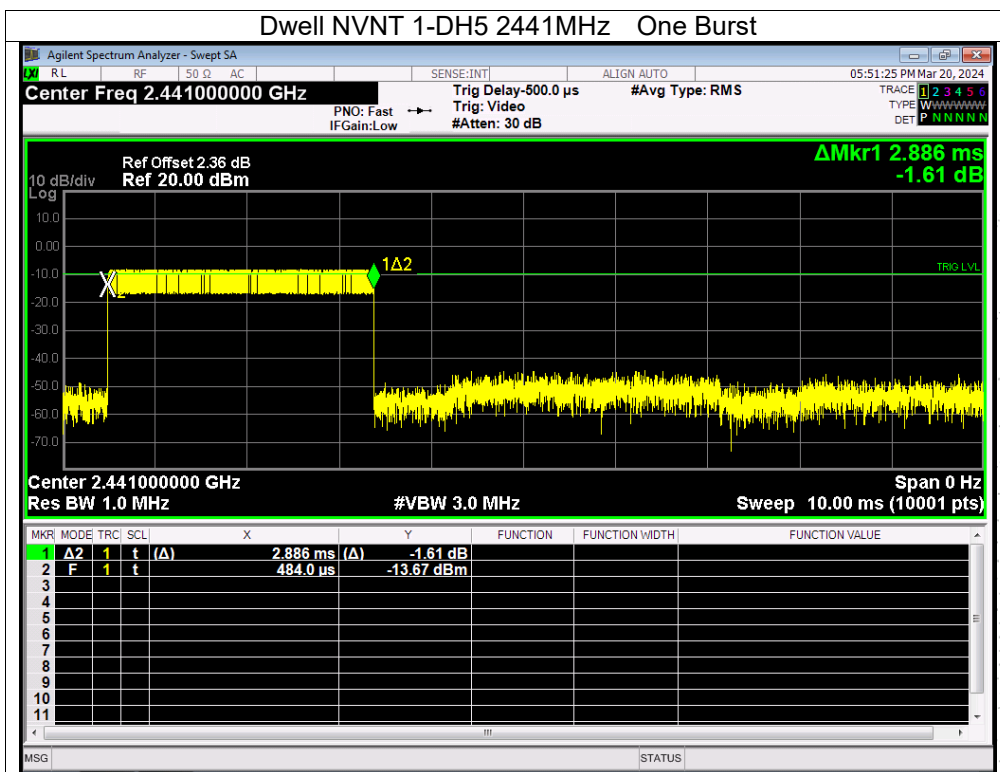 Dwell NVNT 1-DH5 2441MHz One Burst
Agilent Spectrum Analyzer - Swept SA
LXI RL RF 50 Ω AC SENSE:INT ALIGN AUTO 05:51:25 PM Mar 20, 2024
Center Freq 2.441000000 GHz Trig Delay-500.0 µs #Avg Type: RMS TRACE 1 2 3 4 5 6
PNO: Fast Trig: Video TYPE WWWWWW
IFGain:Low #Atten: 30 dB DET P N N N N N
ΔMkr1 2.886 ms
-1.61 dB
Ref Offset 2.36 dB
10 dB/div Ref 20.00 dBm
Log
10.0
0.00
-10.0
-20.0
-30.0
-40.0
-50.0
-60.0
-70.0
1Δ2
TRIG LVL
2
Center 2.441000000 GHz Span 0 Hz
Res BW 1.0 MHz #VBW 3.0 MHz Sweep 10.00 ms (10001 pts)
MKR MODE TRC SCL X Y FUNCTION FUNCTION WIDTH FUNCTION VALUE
1 Δ2 1 t (Δ) 2.886 ms (Δ) -1.61 dB
2 F 1 t 484.0 µs -13.67 dBm
3
4
5
6
7
8
9
10
11
MSG STATUS